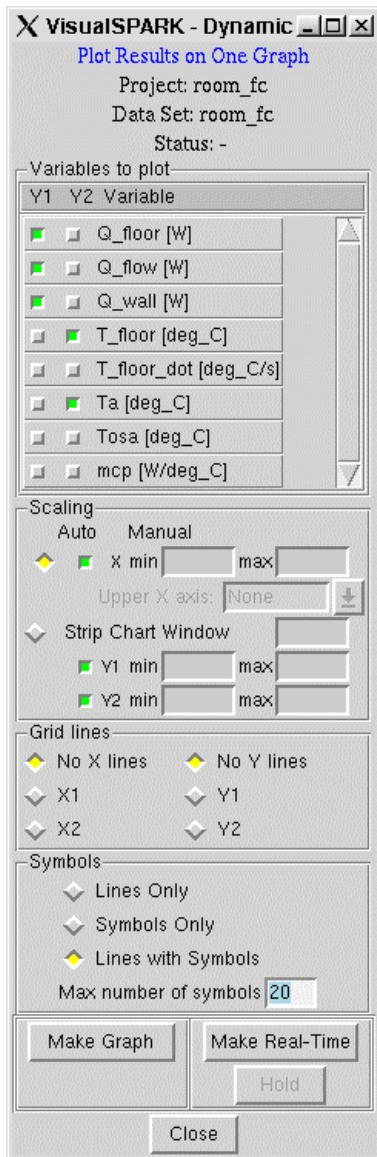 VisualSPARK - Dynamic
Plot Results on One Graph
Project: room_fc
Data Set: room_fc
Status: -
Variables to plot
Y1 Y2 Variable
Q_floor [W]
Q_flow [W]
Q_wall [W]
T_floor [deg_C]
T_floor_dot [deg_C/s]
Ta [deg_C]
Tosa [deg_C]
mcp [W/deg_C]
Scaling
Auto Manual
X min max
Upper X axis: None
Strip Chart Window
Y1 min max
Y2 min max
Grid lines
No X lines No Y lines
X1 Y1
X2 Y2
Symbols
Lines Only
Symbols Only
Lines with Symbols
Max number of symbols 20
Make Graph Make Real-Time
Hold
Close